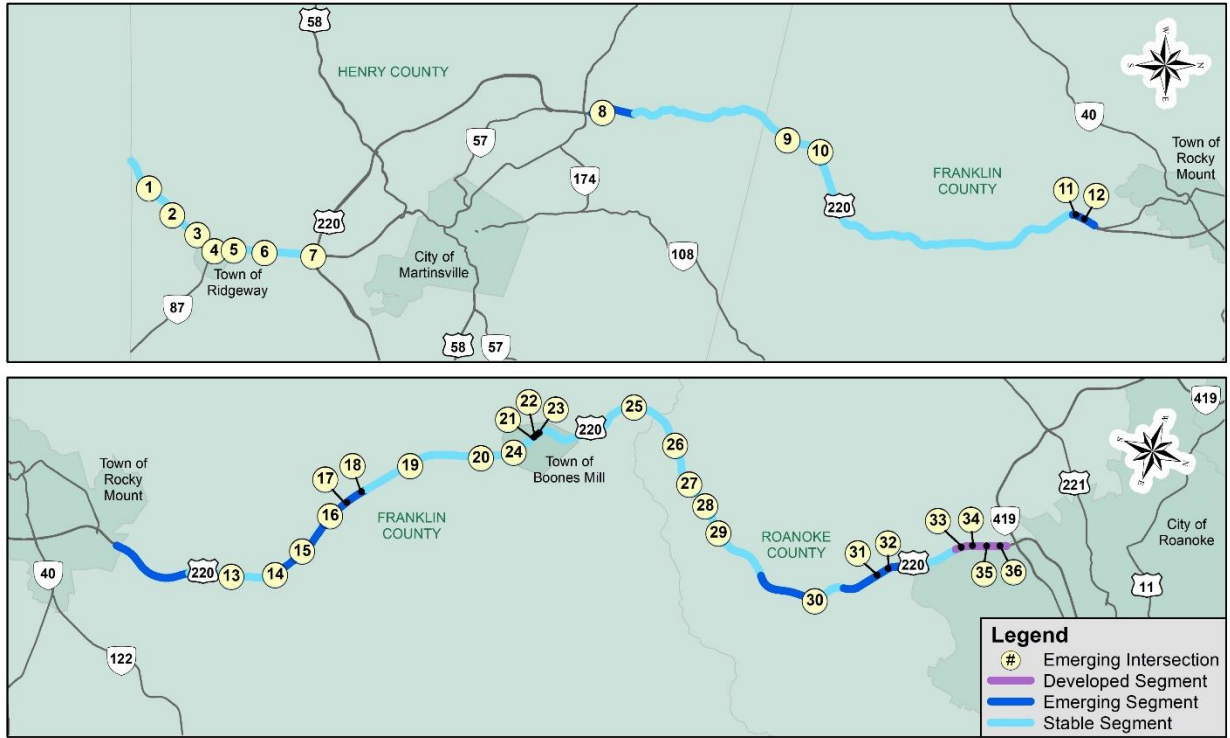 58
HENRY COUNTY
W
S
N
E
8
57
40
Town of
Rocky
Mount
9
10
174
FRANKLIN
COUNTY
1
2
3
4
5
6
7
220
220
11
12
Town of
Ridgeway
City of
Martinsville
108
87
58
57
419
25
22
23
21
220
Town of
Rocky
Mount
26
18
17
19
20
24
Town of
Boones Mill
221
27
16
28
FRANKLIN
COUNTY
29
ROANOKE
COUNTY
33
34
419
City of
Roanoke
15
31
32
40
220
13
14
220
35
36
30
11
122
Legend
# Emerging Intersection
Developed Segment
Emerging Segment
Stable Segment